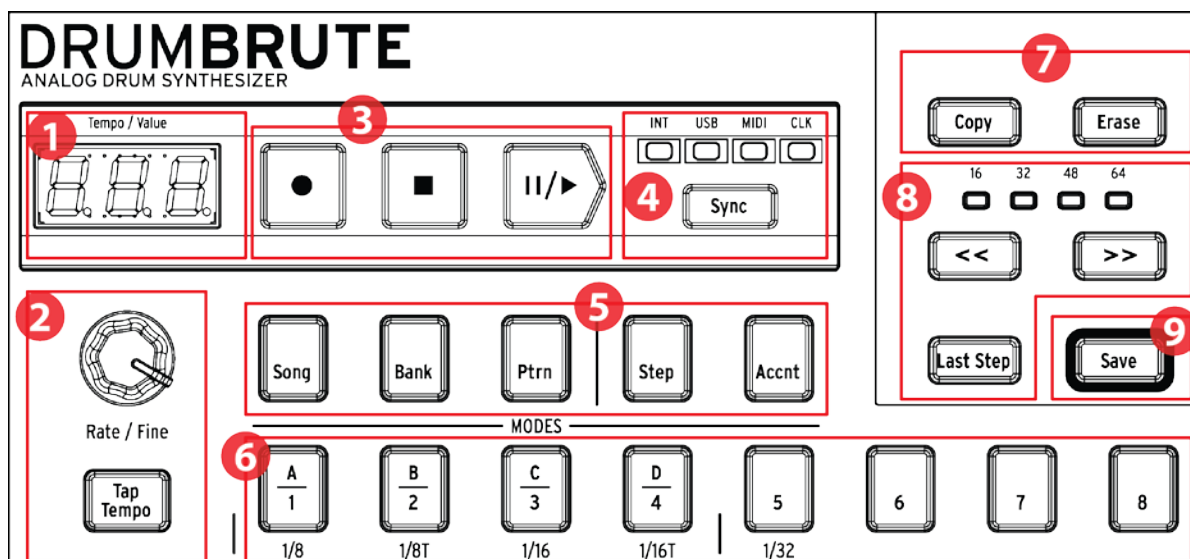 DRUMBRUTE
ANALOG DRUM SYNTHESIZER
1
Tempo / Value
3
II/▶
INT USB MIDI CLK
4
Sync
7
Copy Erase
8
16 32 48 64
<< >>
Last Step
9
Save
2
Rate / Fine
Tap
Tempo
5
Song Bank Ptrn Step Accnt
MODES
6
A B C D
1 2 3 4 5 6 7 8
1/8 1/8T 1/16 1/16T 1/32